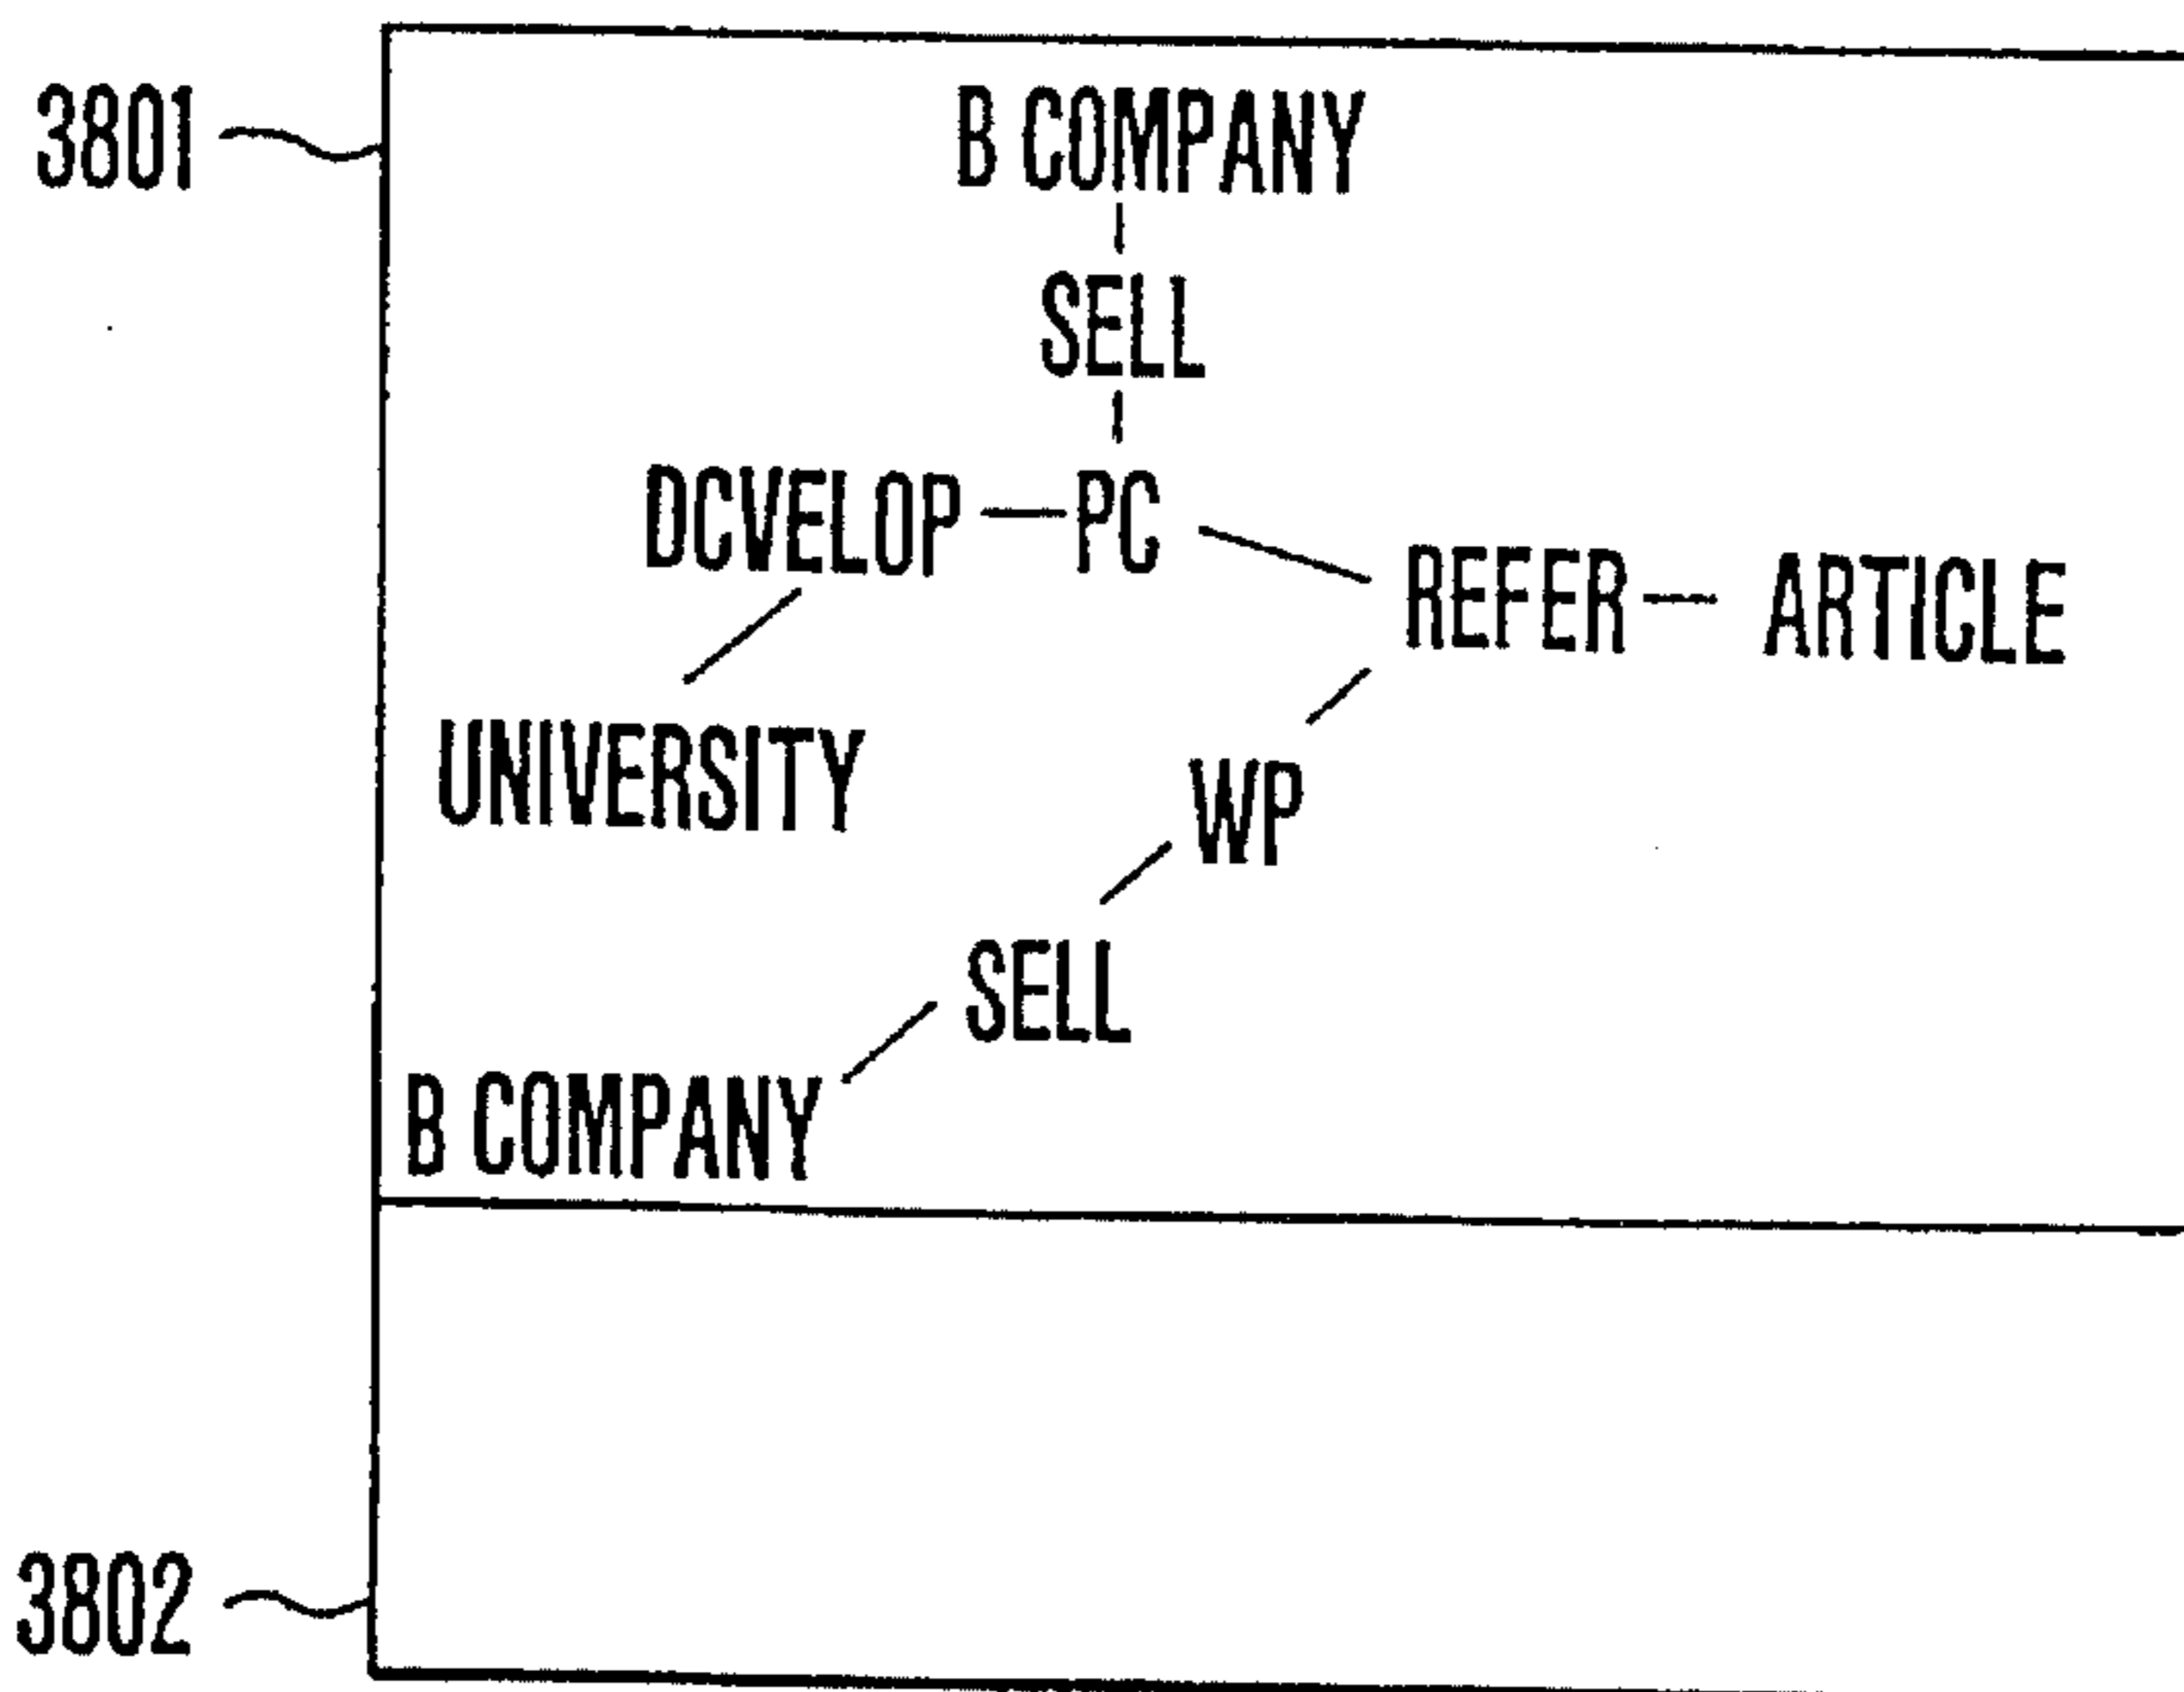 3801
B COMPANY
SELL
DCVELOP PC
REFER ARTICLE
UNIVERSITY
WP
SELL
B COMPANY
3802